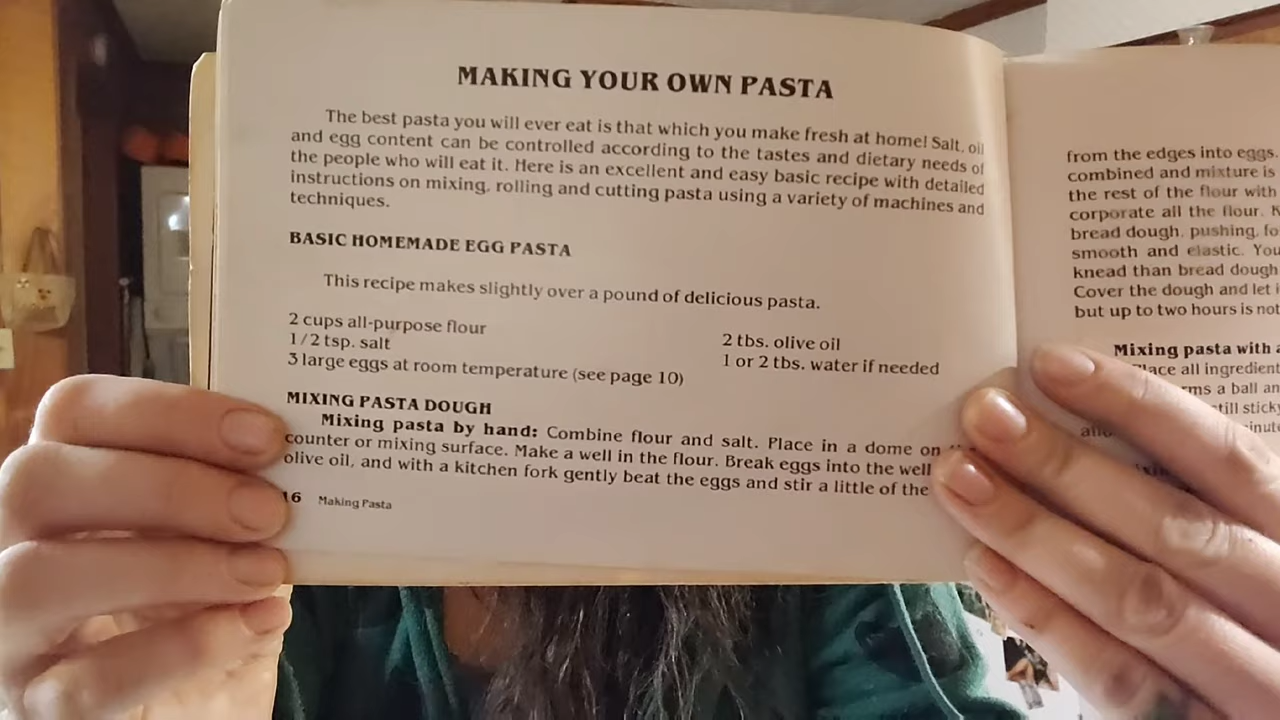 MAKING YOUR OWN PASTA
The best pasta you will ever eat is that which you make fresh at home! Salt, oil
and egg content can be controlled according to the tastes and dietary needs of
the people who will eat it. Here is an excellent and easy basic recipe with detailed
instructions on mixing, rolling and cutting pasta using a variety of machines and
techniques.
BASIC HOMEMADE EGG PASTA
This recipe makes slightly over a pound of delicious pasta.
2 cups all-purpose flour
1/2 tsp. salt
3 large eggs at room temperature (see page 10)
2 tbs. olive oil
1 or 2 tbs. water if needed
MIXING PASTA DOUGH
Mixing pasta by hand: Combine flour and salt. Place in a dome on
counter or mixing surface. Make a well in the flour. Break eggs into the well
olive oil, and with a kitchen fork gently beat the eggs and stir a little of the
16 Making Pasta
from the edges into eggs.
combined and mixture is
the rest of the flour with
corporate all the flour. K
bread dough, pushing, fo
smooth and elastic. You
knead than bread dough
Cover the dough and let i
but up to two hours is not
Mixing pasta with a
lace all ingredient
ms a ball an
till sticky